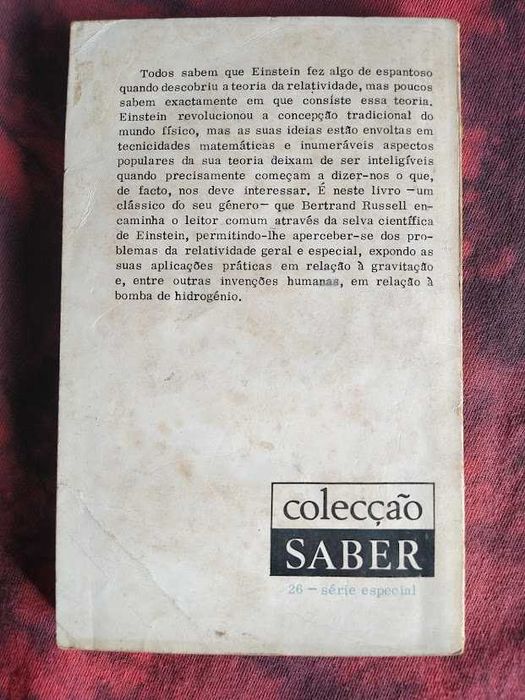 Todos sabem que Einstein fez algo de espantoso
quando descobriu a teoria da relatividade, mas poucos
sabem exactamente em que consiste essa teoria.
Einstein revolucionou a concepção tradicional do
mundo físico, mas as suas ideias estão envoltas em
tecnicidades matemáticas e inumeráveis aspectos
populares da sua teoria deixam de ser inteligíveis
quando precisamente começam a dizer-nos o que,
de facto, nos deve interessar. É neste livro —um
clássico do seu género— que Bertrand Russell en-
caminha o leitor comum através da selva científica
de Einstein, permitindo-lhe aperceber-se dos pro-
blemas da relatividade geral e especial, expondo as
suas aplicações práticas em relação à gravitação
e, entre outras invenções humanas, em relação à
bomba de hidrogénio.
colecção
SABER
26 — série especial